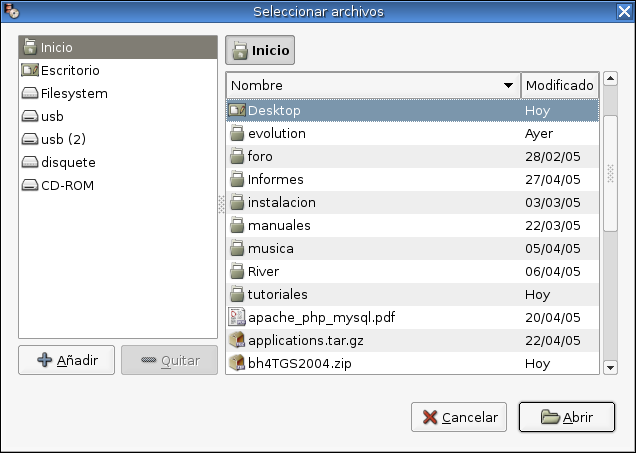 Seleccionar archivos
Inicio
Escritorio
Filesystem
usb
usb (2)
disquete
CD-ROM
Añadir
Quitar
Inicio
Nombre Modificado
Desktop Hoy
evolution Ayer
foro 28/02/05
Informes 27/04/05
instalacion 03/03/05
manuales 22/03/05
musica 05/04/05
River 06/04/05
tutoriales Hoy
apache_php_mysql.pdf 20/04/05
applications.tar.gz 22/04/05
bh4TGS2004.zip Hoy
Cancelar
Abrir